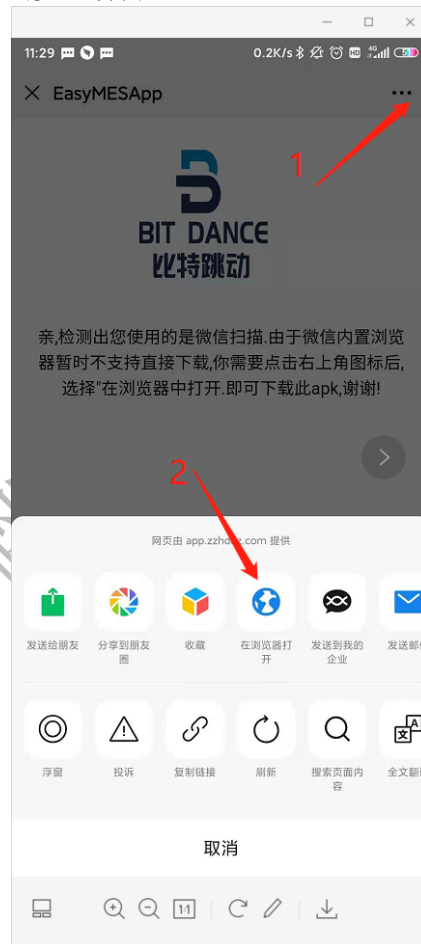 11:29
0.2K/s
HD
4G
EasyMESApp
1
BIT DANCE
比特跳动
亲,检测出您使用的是微信扫描.由于微信内置浏览
器暂时不支持直接下载,你需要点击右上角图标后,
选择"在浏览器中打开.即可下载此apk,谢谢!
2
网页由 app.zzh z.com 提供
发送给朋友
分享到朋友
圈
收藏
在浏览器打
开
发送到我的
企业
发送邮
浮窗
投诉
复制链接
刷新
搜索页面内
容
文
A
全文翻
取消
1:1